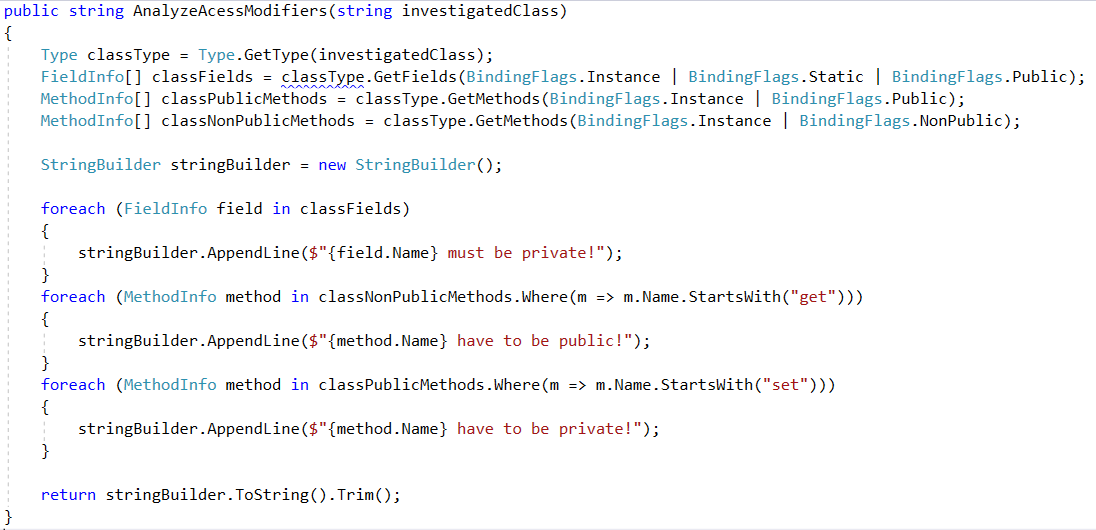 public string AnalyzeAcessModifiers(string investigatedClass)
{
    Type classType = Type.GetType(investigatedClass);
    FieldInfo[] classFields = classType.GetFields(BindingFlags.Instance | BindingFlags.Static | BindingFlags.Public);
    MethodInfo[] classPublicMethods = classType.GetMethods(BindingFlags.Instance | BindingFlags.Public);
    MethodInfo[] classNonPublicMethods = classType.GetMethods(BindingFlags.Instance | BindingFlags.NonPublic);

    StringBuilder stringBuilder = new StringBuilder();

    foreach (FieldInfo field in classFields)
    {
        stringBuilder.AppendLine($"{field.Name} must be private!");
    }
    foreach (MethodInfo method in classNonPublicMethods.Where(m => m.Name.StartsWith("get")))
    {
        stringBuilder.AppendLine($"{method.Name} have to be public!");
    }
    foreach (MethodInfo method in classPublicMethods.Where(m => m.Name.StartsWith("set")))
    {
        stringBuilder.AppendLine($"{method.Name} have to be private!");
    }

    return stringBuilder.ToString().Trim();
}